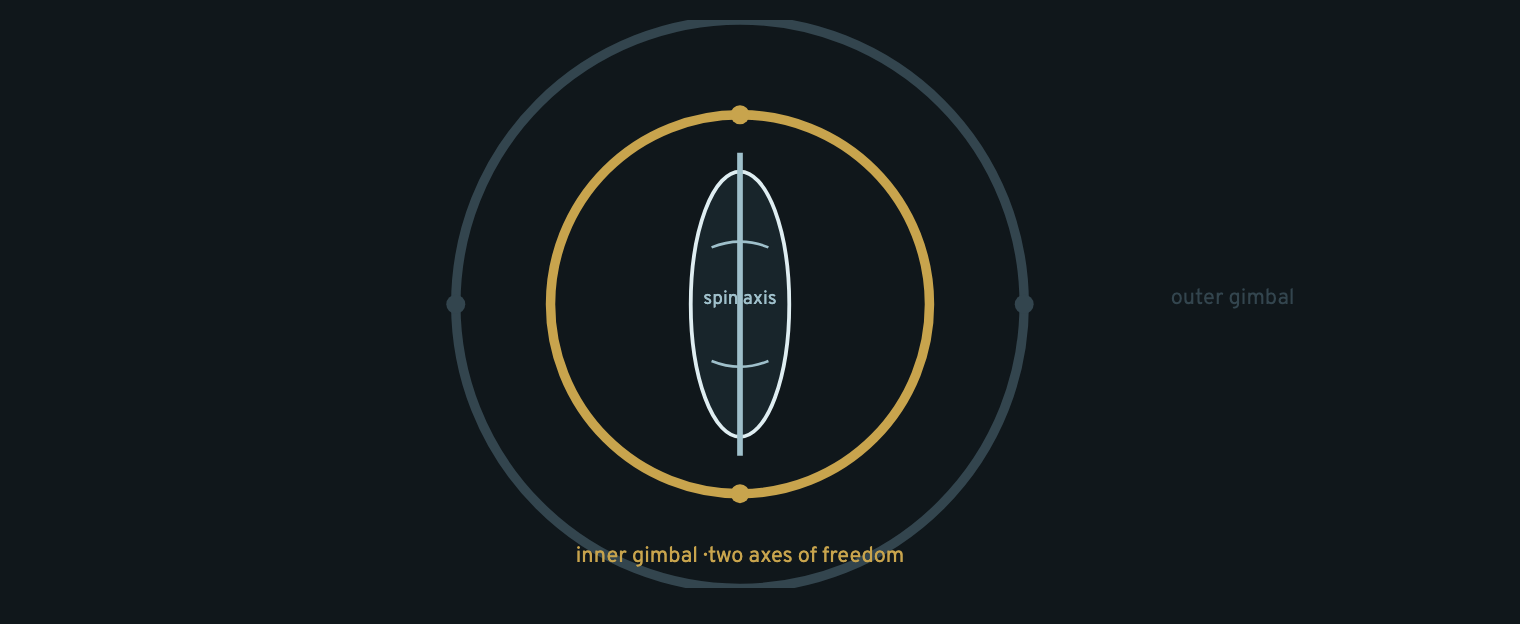 spin axis
outer gimbal
inner gimbal · two axes of freedom